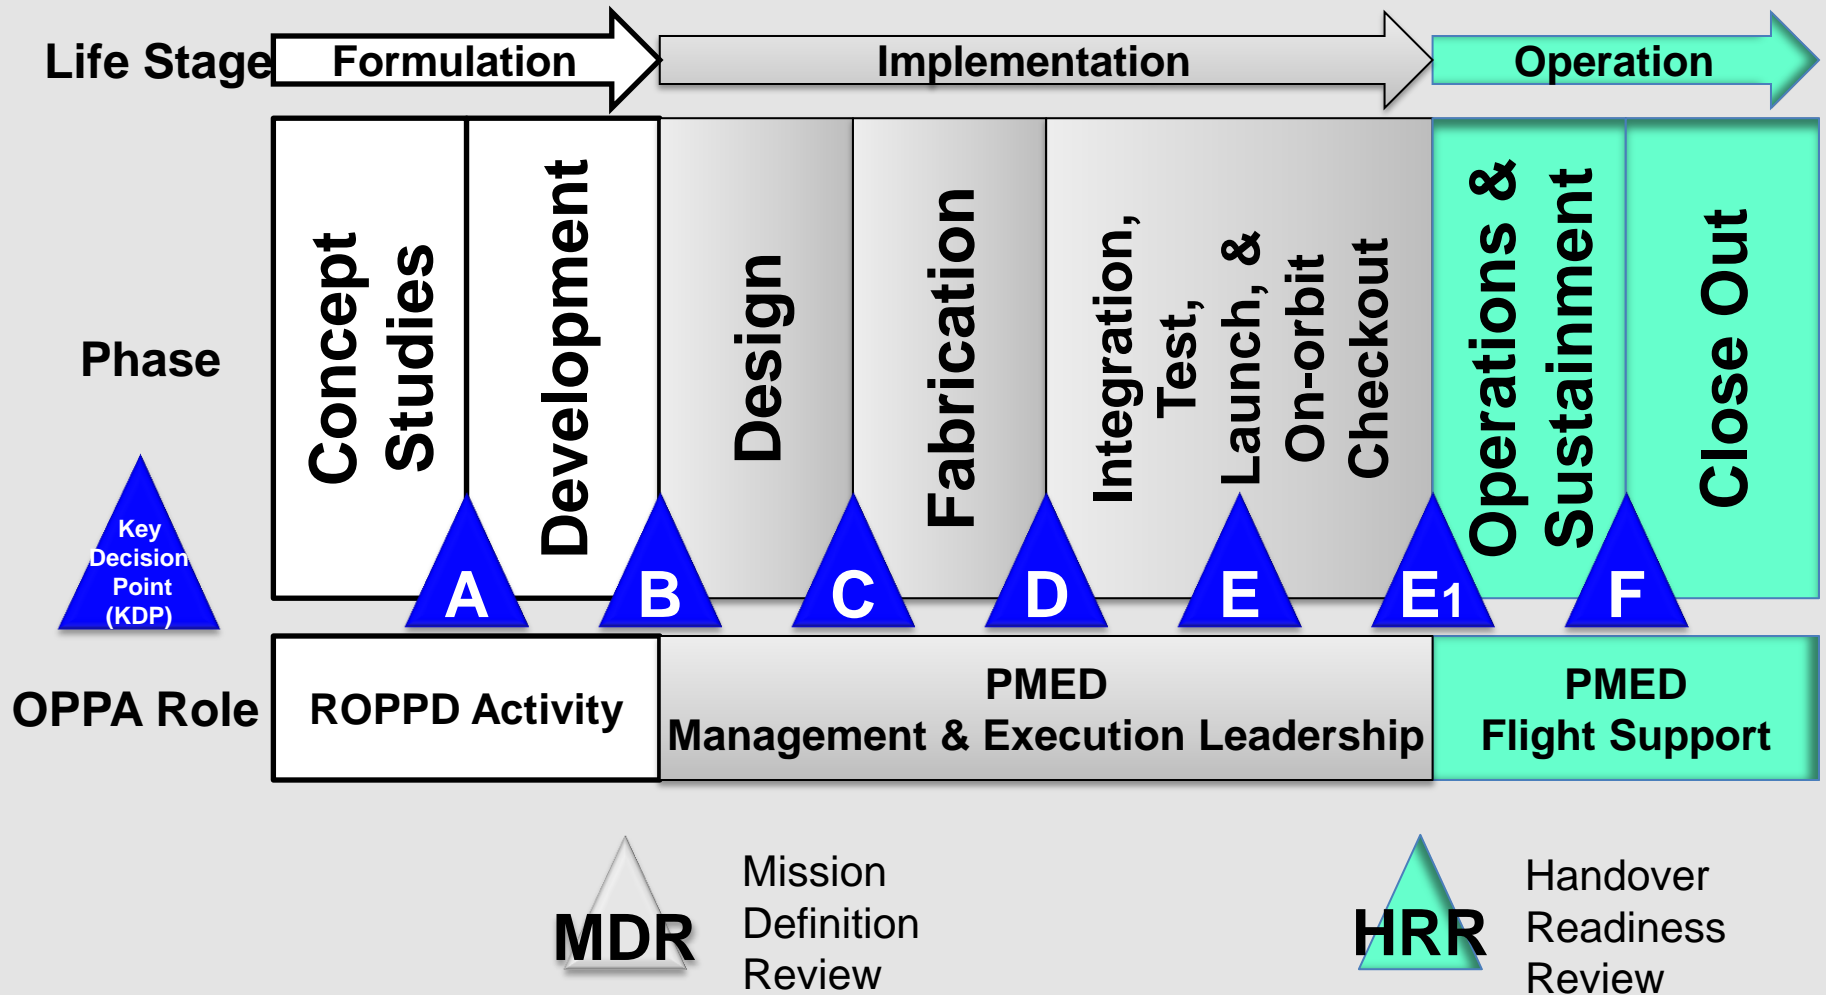 Life Stage
Formulation
Implementation
Operation
Phase
Concept
Studies
Development
Design
Fabrication
Integration,
Test,
Launch, &
On-orbit
Checkout
Operations &
Sustainment
Close Out
Key
Decision
Point
(KDP)
A
B
C
D
E
E1
F
OPPA Role
ROPPD Activity
PMED
Management & Execution Leadership
PMED
Flight Support
MDR
Mission
Definition
Review
HRR
Handover
Readiness
Review